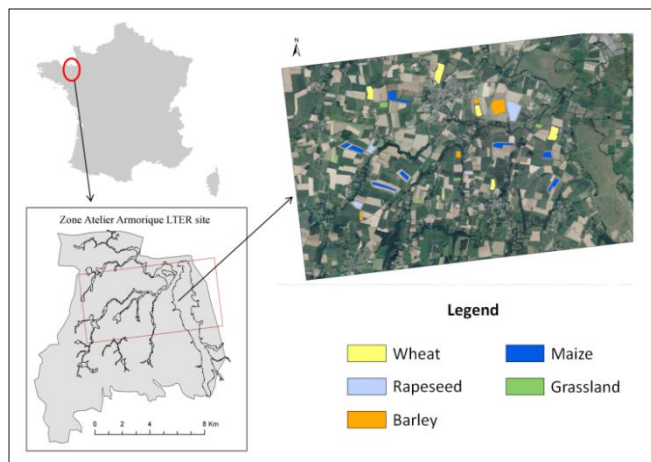 N
Zone Atelier Armorique LTER site
0 2 4 8 Km
Legend
Wheat
Maize
Rapeseed
Grassland
Barley